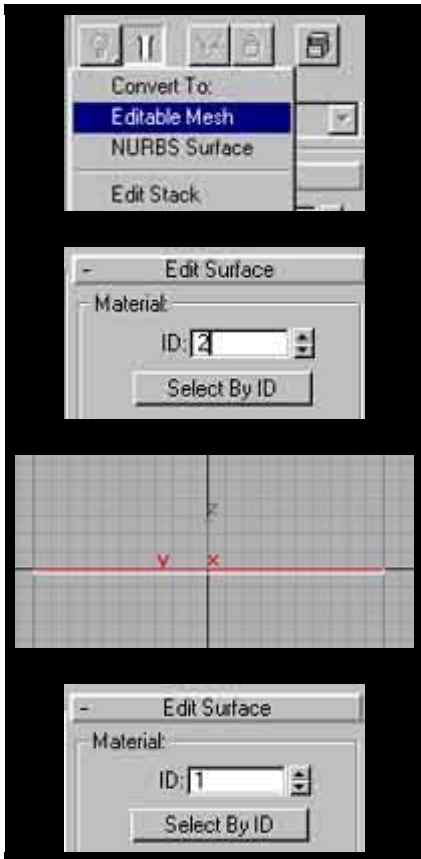 Convert To:
Editable Mesh
NURBS Surface
Edit Stack
- Edit Surface
Material:
ID: 2
Select By ID
z
y x
- Edit Surface
Material:
ID: 1
Select By ID